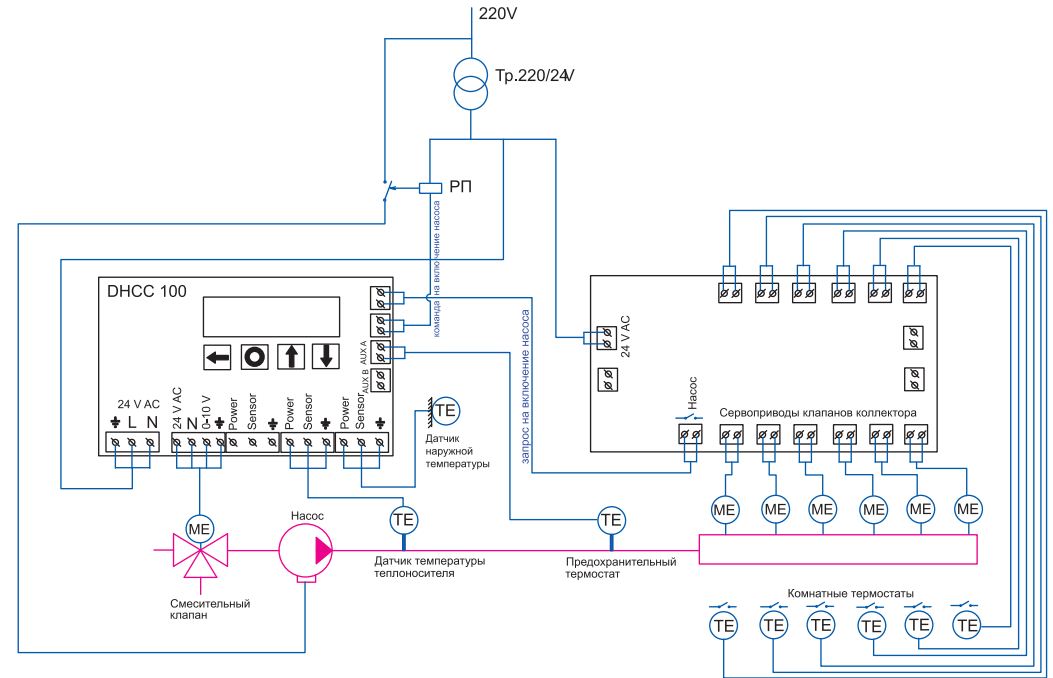 220V
Тр.220/24V
РП
команда на включение насоса
DHCC 100
AUX A
AUX B
24 V AC
L N
24 V AC
N
0-10 V
Power
Sensor
Power
Sensor
Power
Sensor
TE
Датчик
наружной
температуры
запрос на включение насоса
24 V AC
Насос
Сервоприводы клапанов коллектора
ME
ME
ME
ME
ME
ME
ME
Насос
TE
TE
Датчик температуры
теплоносителя
Предохранительный
термостат
Смесительный
клапан
Комнатные термостаты
TE
TE
TE
TE
TE
TE